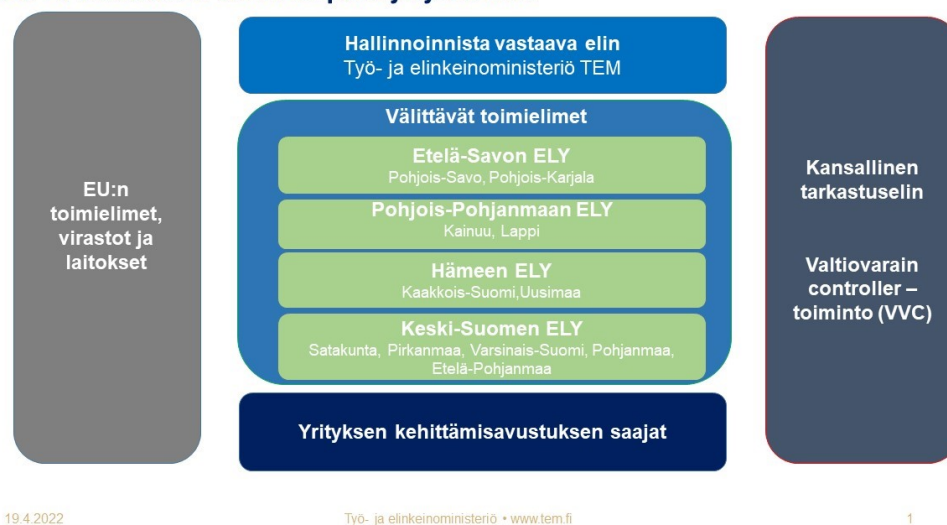 EU:n
toimielimet,
virastot ja
laitokset
Hallinnoinnista vastaava elin
Työ- ja elinkeinoministeriö TEM
Välittävät toimielimet
Etelä-Savon ELY
Pohjois-Savo, Pohjois-Karjala
Pohjois-Pohjanmaan ELY
Kainuu, Lappi
Hämeen ELY
Kaakkois-Suomi,Uusimaa
Keski-Suomen ELY
Satakunta, Pirkanmaa, Varsinais-Suomi, Pohjanmaa,
Etelä-Pohjanmaa
Yrityksen kehittämisavustuksen saajat
Kansallinen
tarkastuselin
Valtiovarain
controller –
toiminto (VVC)
19.4.2022
Työ- ja elinkeinoministeriö • www.tem.fi
1